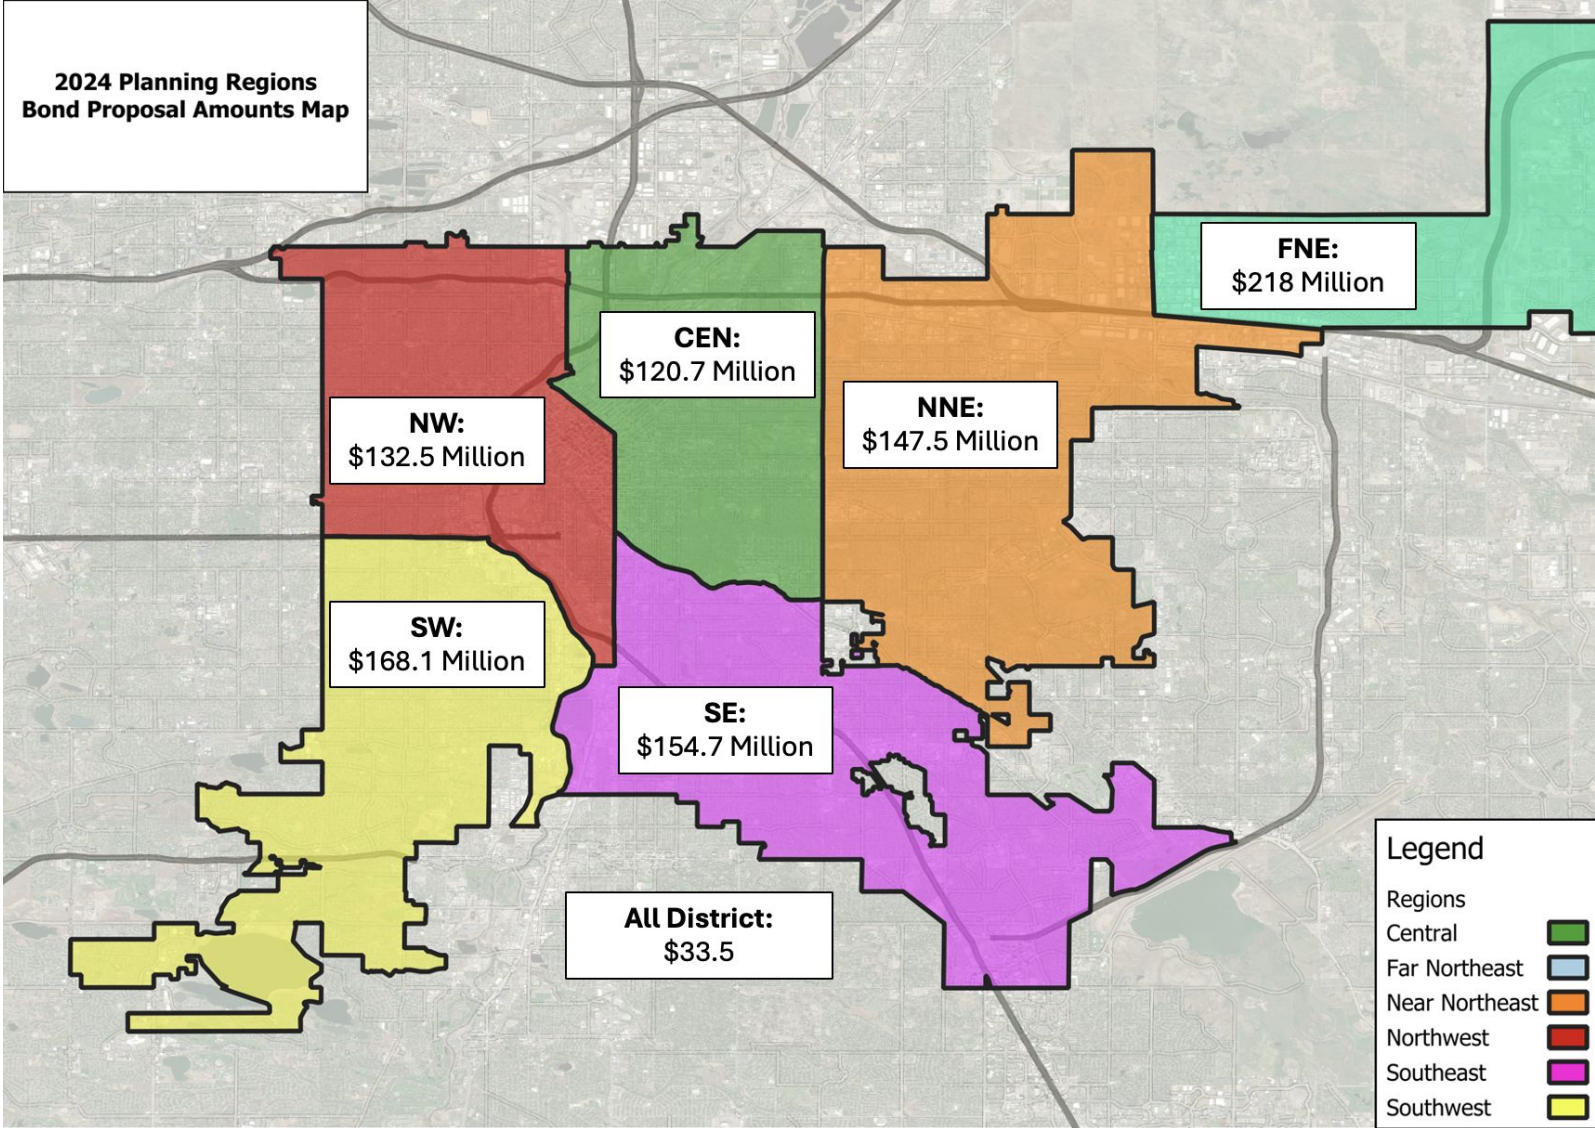 2024 Planning Regions
Bond Proposal Amounts Map
FNE:
$218 Million
CEN:
$120.7 Million
NW:
$132.5 Million
NNE:
$147.5 Million
SW:
$168.1 Million
SE:
$154.7 Million
All District:
$33.5
Legend
Regions
Central
Far Northeast
Near Northeast
Northwest
Southeast
Southwest